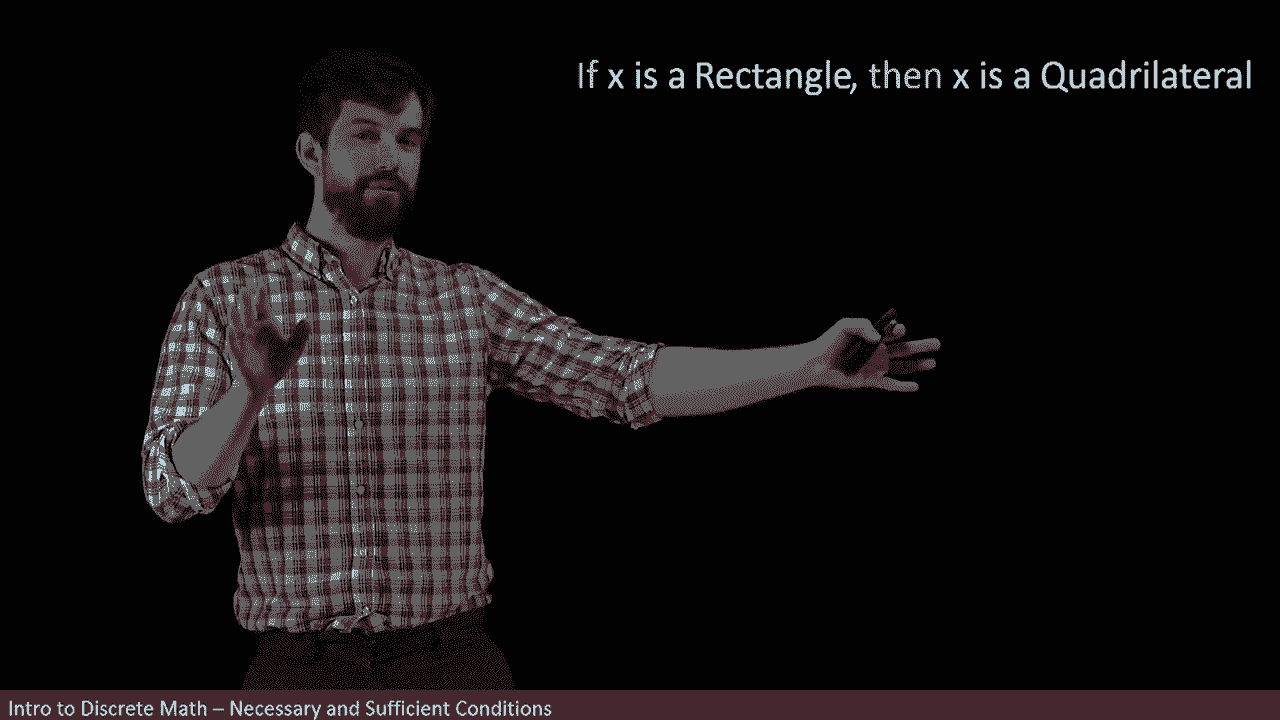 If x is a Rectangle, then x is a Quadrilateral
Intro to Discrete Math – Necessary and Sufficient Conditions